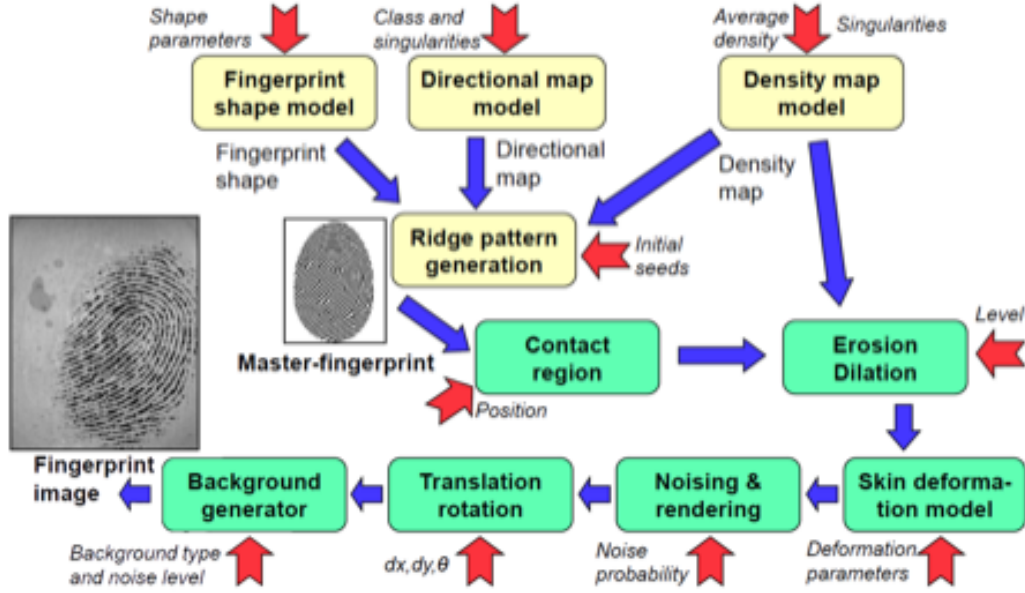 Shape
parameters
Class and
singularities
Average
density
Singularities
Fingerprint
shape model
Directional map
model
Density map
model
Fingerprint
shape
Directional
map
Density
map
Ridge pattern
generation
Initial
seeds
Master-fingerprint
Contact
region
Erosion
Dilation
Level
Position
Fingerprint
image
Background
generator
Translation
rotation
Noising &
rendering
Skin deforma-
tion model
Background type
and noise level
dx,dy,θ
Noise
probability
Deformation
parameters